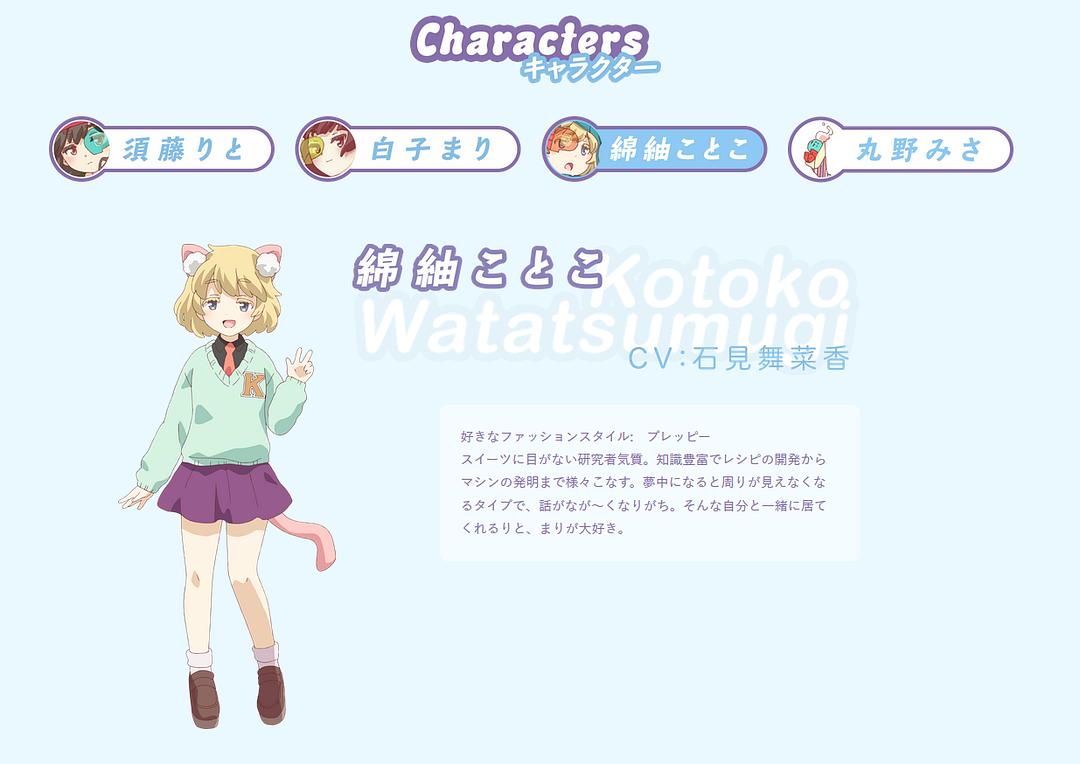 Characters
キャラクター
須藤りと
白子まり
綿紬ことこ
丸野みさ
綿紬ことこ
Kotoko
Watatsumugi
CV:石見舞菜香
K
好きなファッションスタイル:　プレッピー
スイーツに目がない研究者気質。知識豊富でレシピの開発から
マシンの発明まで様々こなす。夢中になると周りが見えなくな
るタイプで、話がなが〜くなりがち。そんな自分と一緒に居て
くれるりと、まりが大好き。